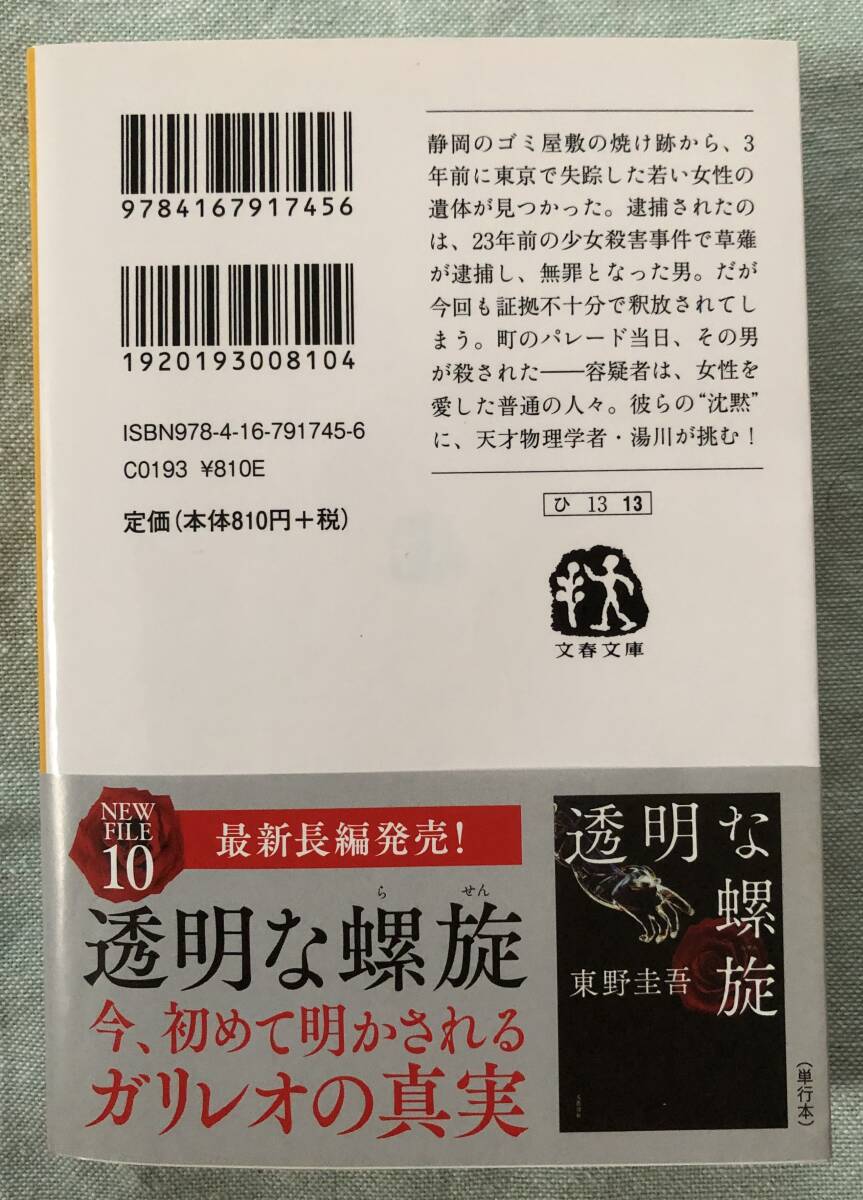 9784167917456
1920193008104
ISBN978-4-16-791745-6
C0193 ¥810E
定価(本体810円+税)
静岡のゴミ屋敷の焼け跡から、3
年前に東京で失踪した若い女性の
遺体が見つかった。逮捕されたの
は、23年前の少女殺害事件で草薙
が逮捕し、無罪となった男。だが
今回も証拠不十分で釈放されてし
まう。町のパレード当日、その男
が殺された――容疑者は、女性を
愛した普通の人々。彼らの“沈黙”
に、天才物理学者・湯川が挑む!
ひ 13 13
文春文庫
NEW
FILE
10
最新長編発売!
ら せん
透明な螺旋
今、初めて明かされる
ガリレオの真実
透明な
螺旋
東野圭吾
(単行本)